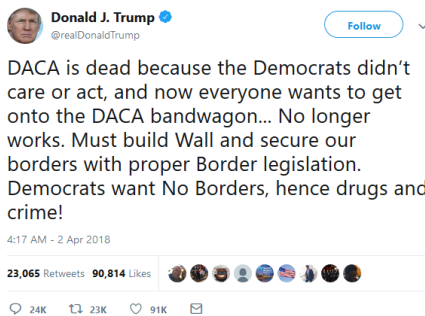 Donald J. Trump
@realDonaldTrump
Follow
DACA is dead because the Democrats didn't
care or act, and now everyone wants to get
onto the DACA bandwagon... No longer
works. Must build Wall and secure our
borders with proper Border legislation.
Democrats want No Borders, hence drugs and
crime!
4:17 AM - 2 Apr 2018
23,065 Retweets 90,814 Likes
24K 23K 91K